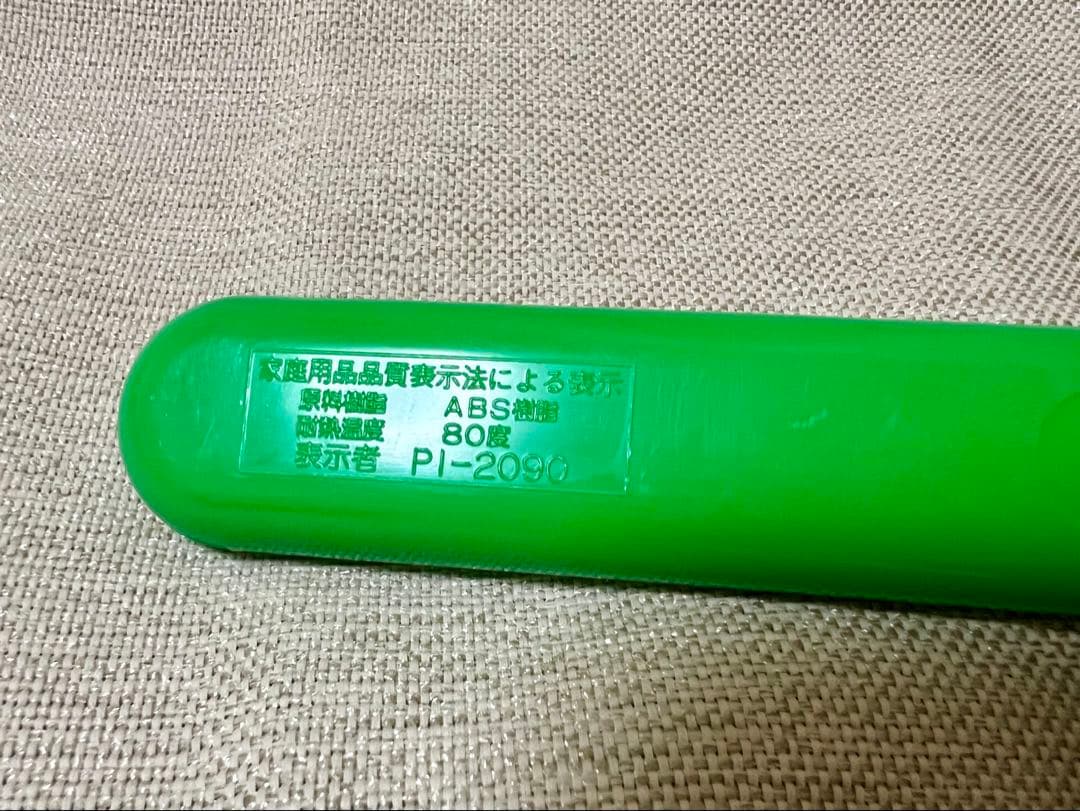 家庭用品品質表示法による表示
原料樹脂 ABS樹脂
耐熱温度 80度
表示者 PI-2090